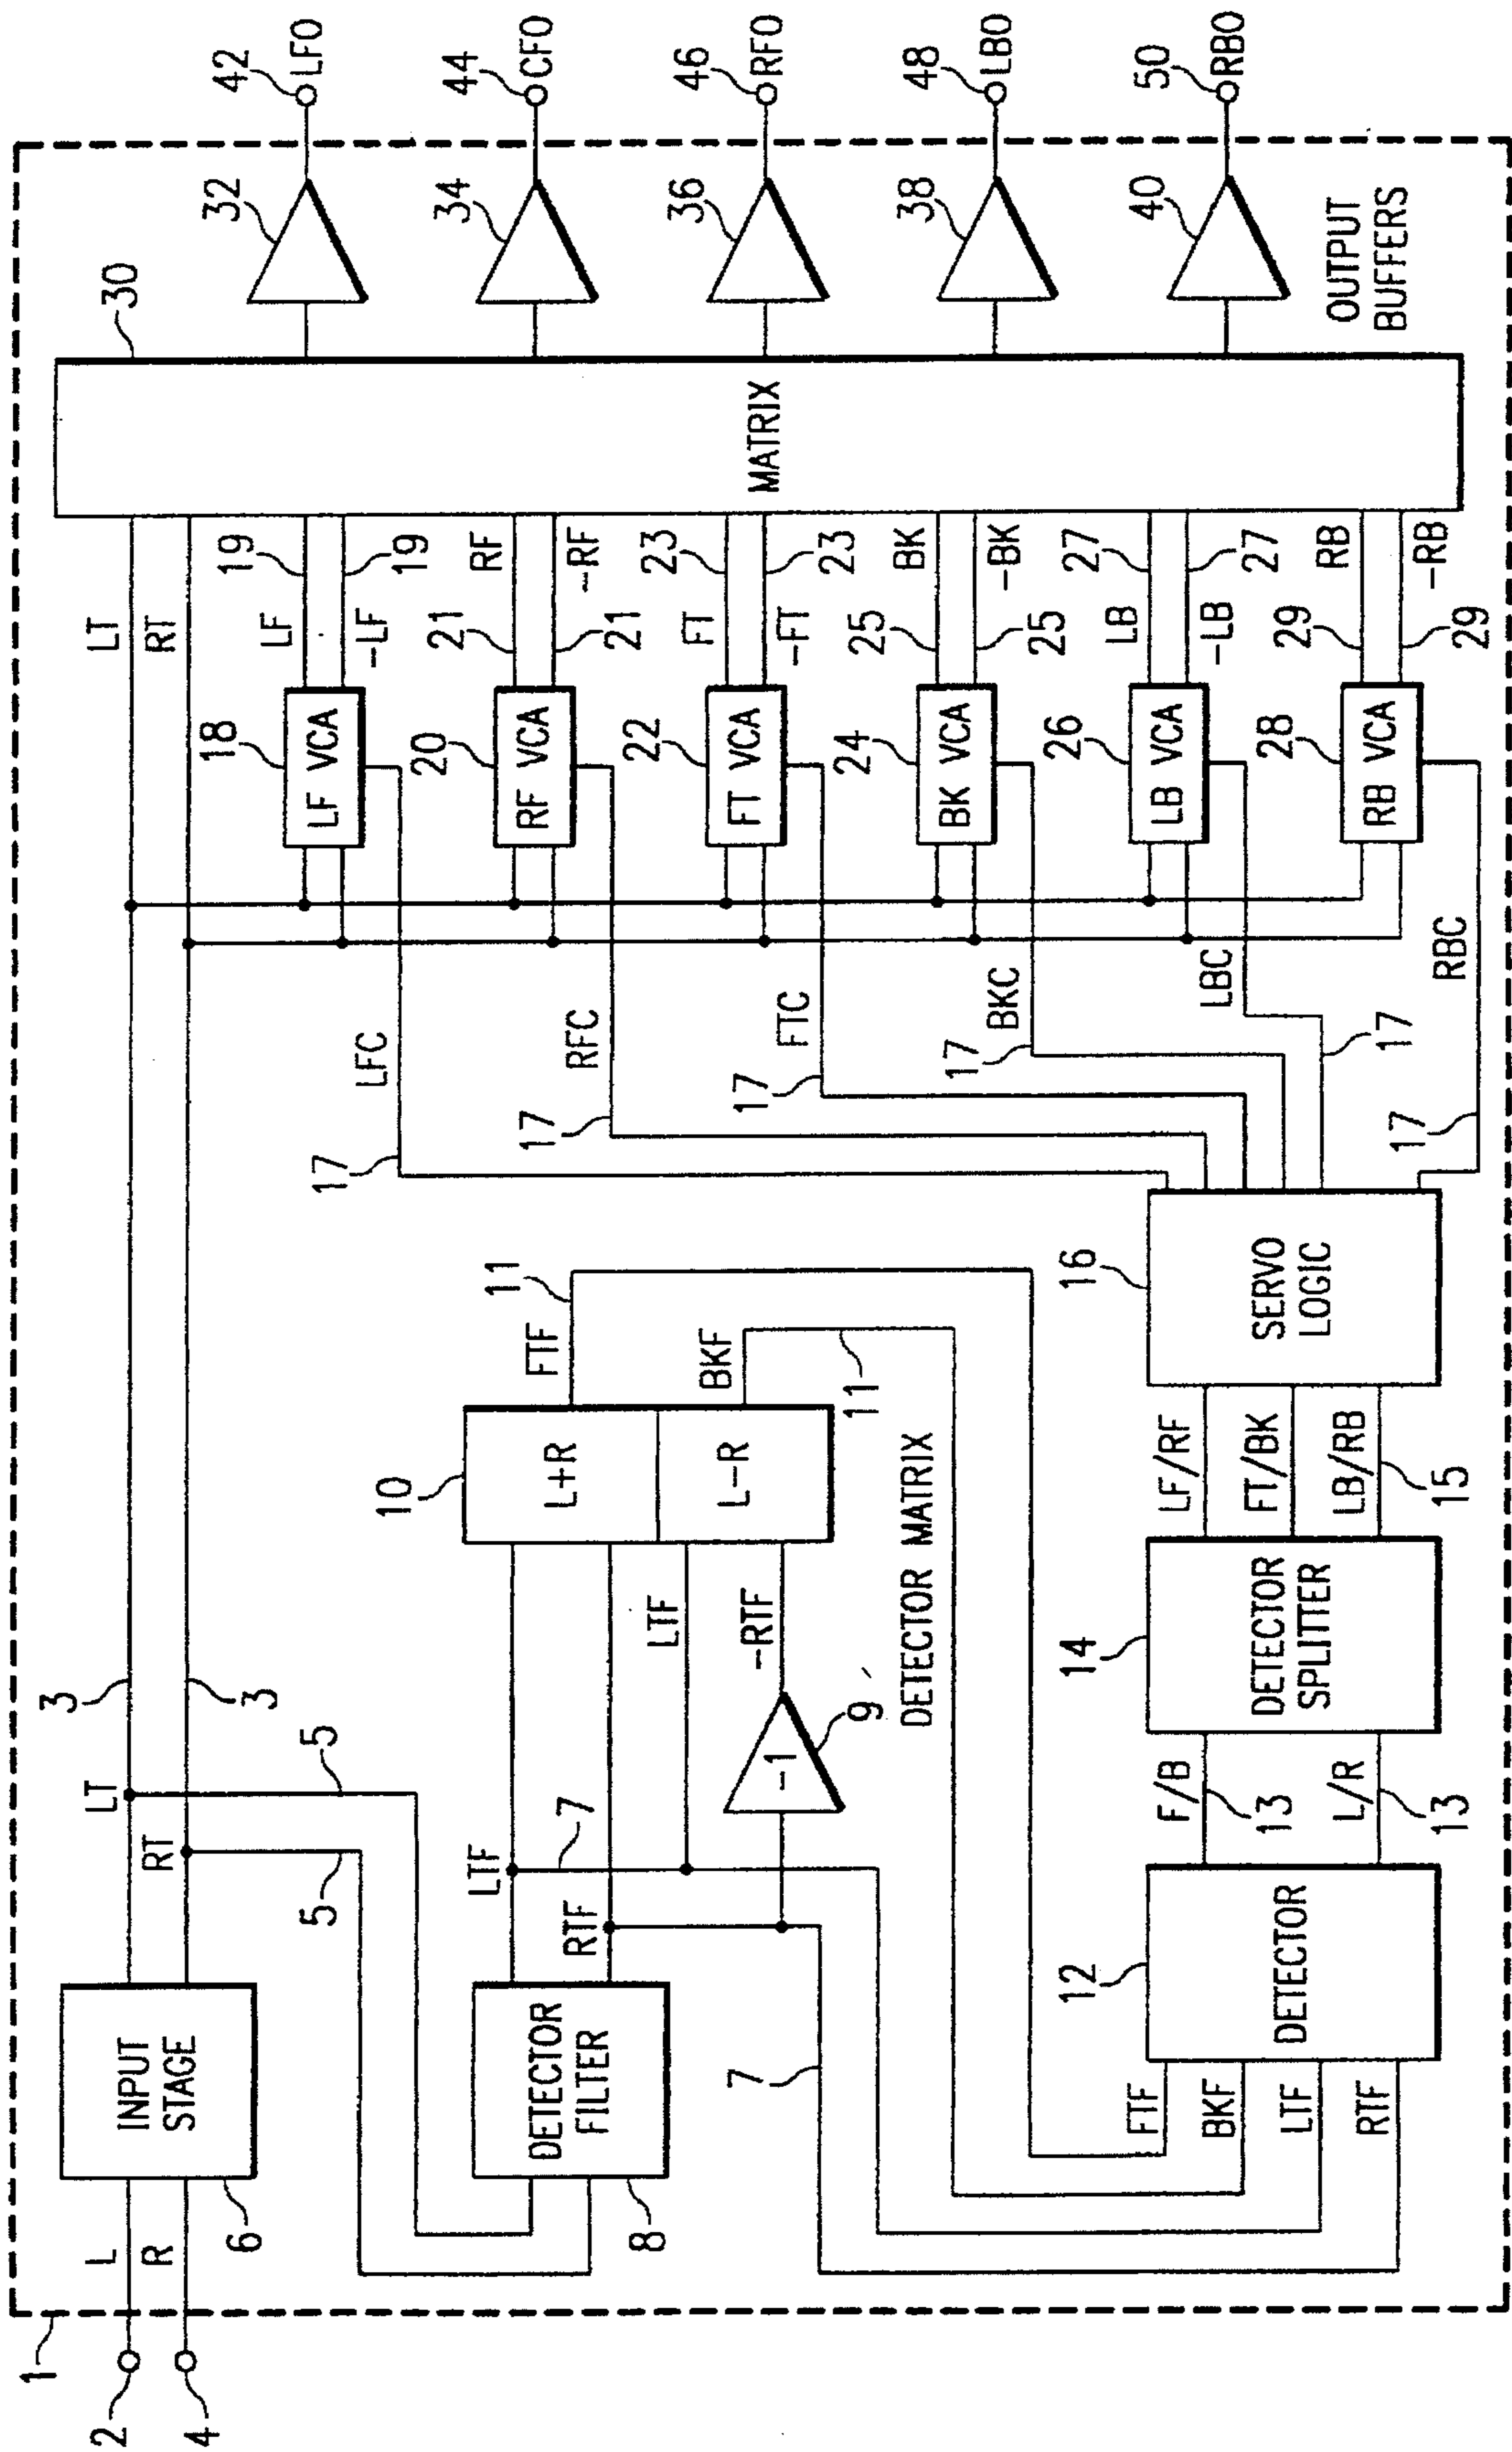 1
2
4
L
R
6
INPUT
STAGE
LT
RT
3
3
5
5
LT
RT
8
DETECTOR
FILTER
LTF
RTF
7
7
LTF
-RTF
-1
9
10
L+R
L-R
DETECTOR MATRIX
FTF
BKF
11
11
FTF
BKF
LTF
RTF
12
DETECTOR
F/B
13
L/R
13
14
DETECTOR
SPLITTER
LF/RF
FT/BK
LB/RB
15
16
SERVO
LOGIC
17
LFC
17
RFC
17
FTC
17
BKC
17
LBC
17
RBC
18
LF VCA
20
RF VCA
22
FT VCA
24
BK VCA
26
LB VCA
28
RB VCA
LF
19
-LF
19
21
RF
21
-RF
FT
23
-FT
23
25
BK
25
-BK
LB
27
-LB
27
29
RB
29
-RB
30
MATRIX
32
34
36
38
40
OUTPUT
BUFFERS
42
LFO
44
CFO
46
RFO
48
LBO
50
RBO